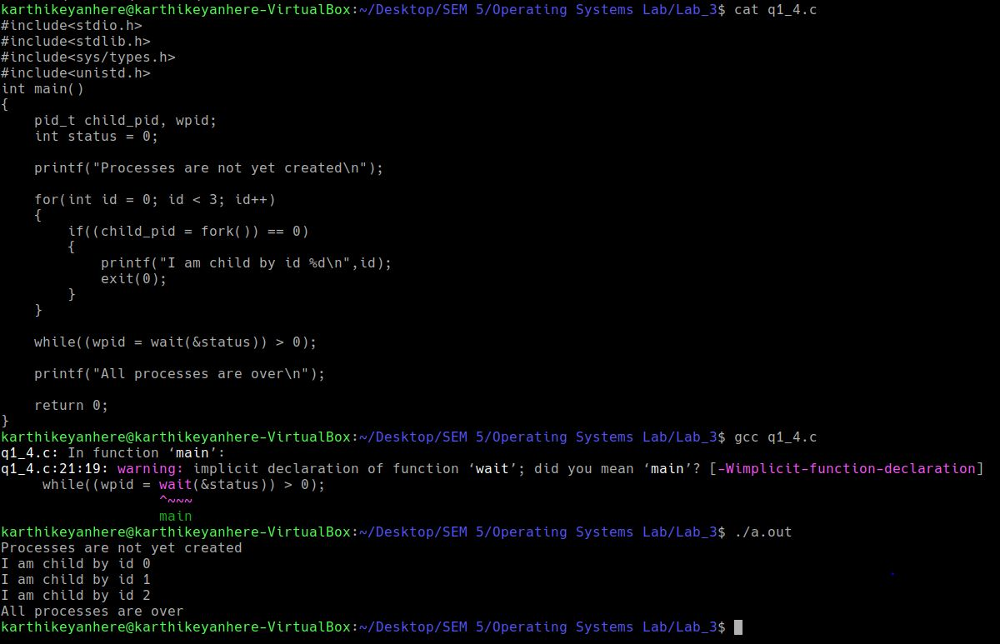 karthikeyanhere@karthikeyanhere-VirtualBox:~/Desktop/SEM 5/Operating Systems Lab/Lab_3$ cat q1_4.c
#include<stdio.h>
#include<stdlib.h>
#include<sys/types.h>
#include<unistd.h>
int main()
{
    pid_t child_pid, wpid;
    int status = 0;

    printf("Processes are not yet created\n");

    for(int id = 0; id < 3; id++)
    {
        if((child_pid = fork()) == 0)
        {
            printf("I am child by id %d\n",id);
            exit(0);
        }
    }

    while((wpid = wait(&status)) > 0);

    printf("All processes are over\n");

    return 0;
}
karthikeyanhere@karthikeyanhere-VirtualBox:~/Desktop/SEM 5/Operating Systems Lab/Lab_3$ gcc q1_4.c
q1_4.c: In function ‘main’:
q1_4.c:21:19: warning: implicit declaration of function ‘wait’; did you mean ‘main’? [-Wimplicit-function-declaration]
     while((wpid = wait(&status)) > 0);
                   ^~~~
                   main
karthikeyanhere@karthikeyanhere-VirtualBox:~/Desktop/SEM 5/Operating Systems Lab/Lab_3$ ./a.out
Processes are not yet created
I am child by id 0
I am child by id 1
I am child by id 2
All processes are over
karthikeyanhere@karthikeyanhere-VirtualBox:~/Desktop/SEM 5/Operating Systems Lab/Lab_3$